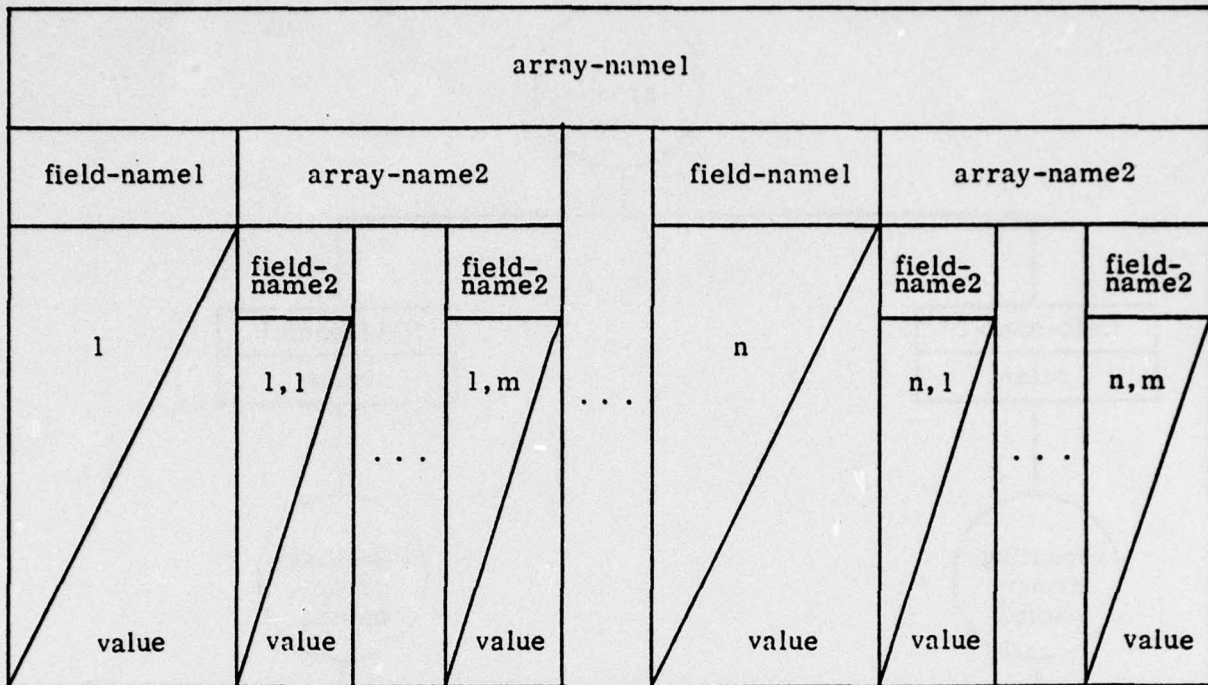 array-name1
field-name1 array-name2 field-name1 array-name2
field-
name2 field-
name2 field-
name2 field-
name2
1 n
1,1 1,m ... n,1 n,m
... ...
value value value value value value